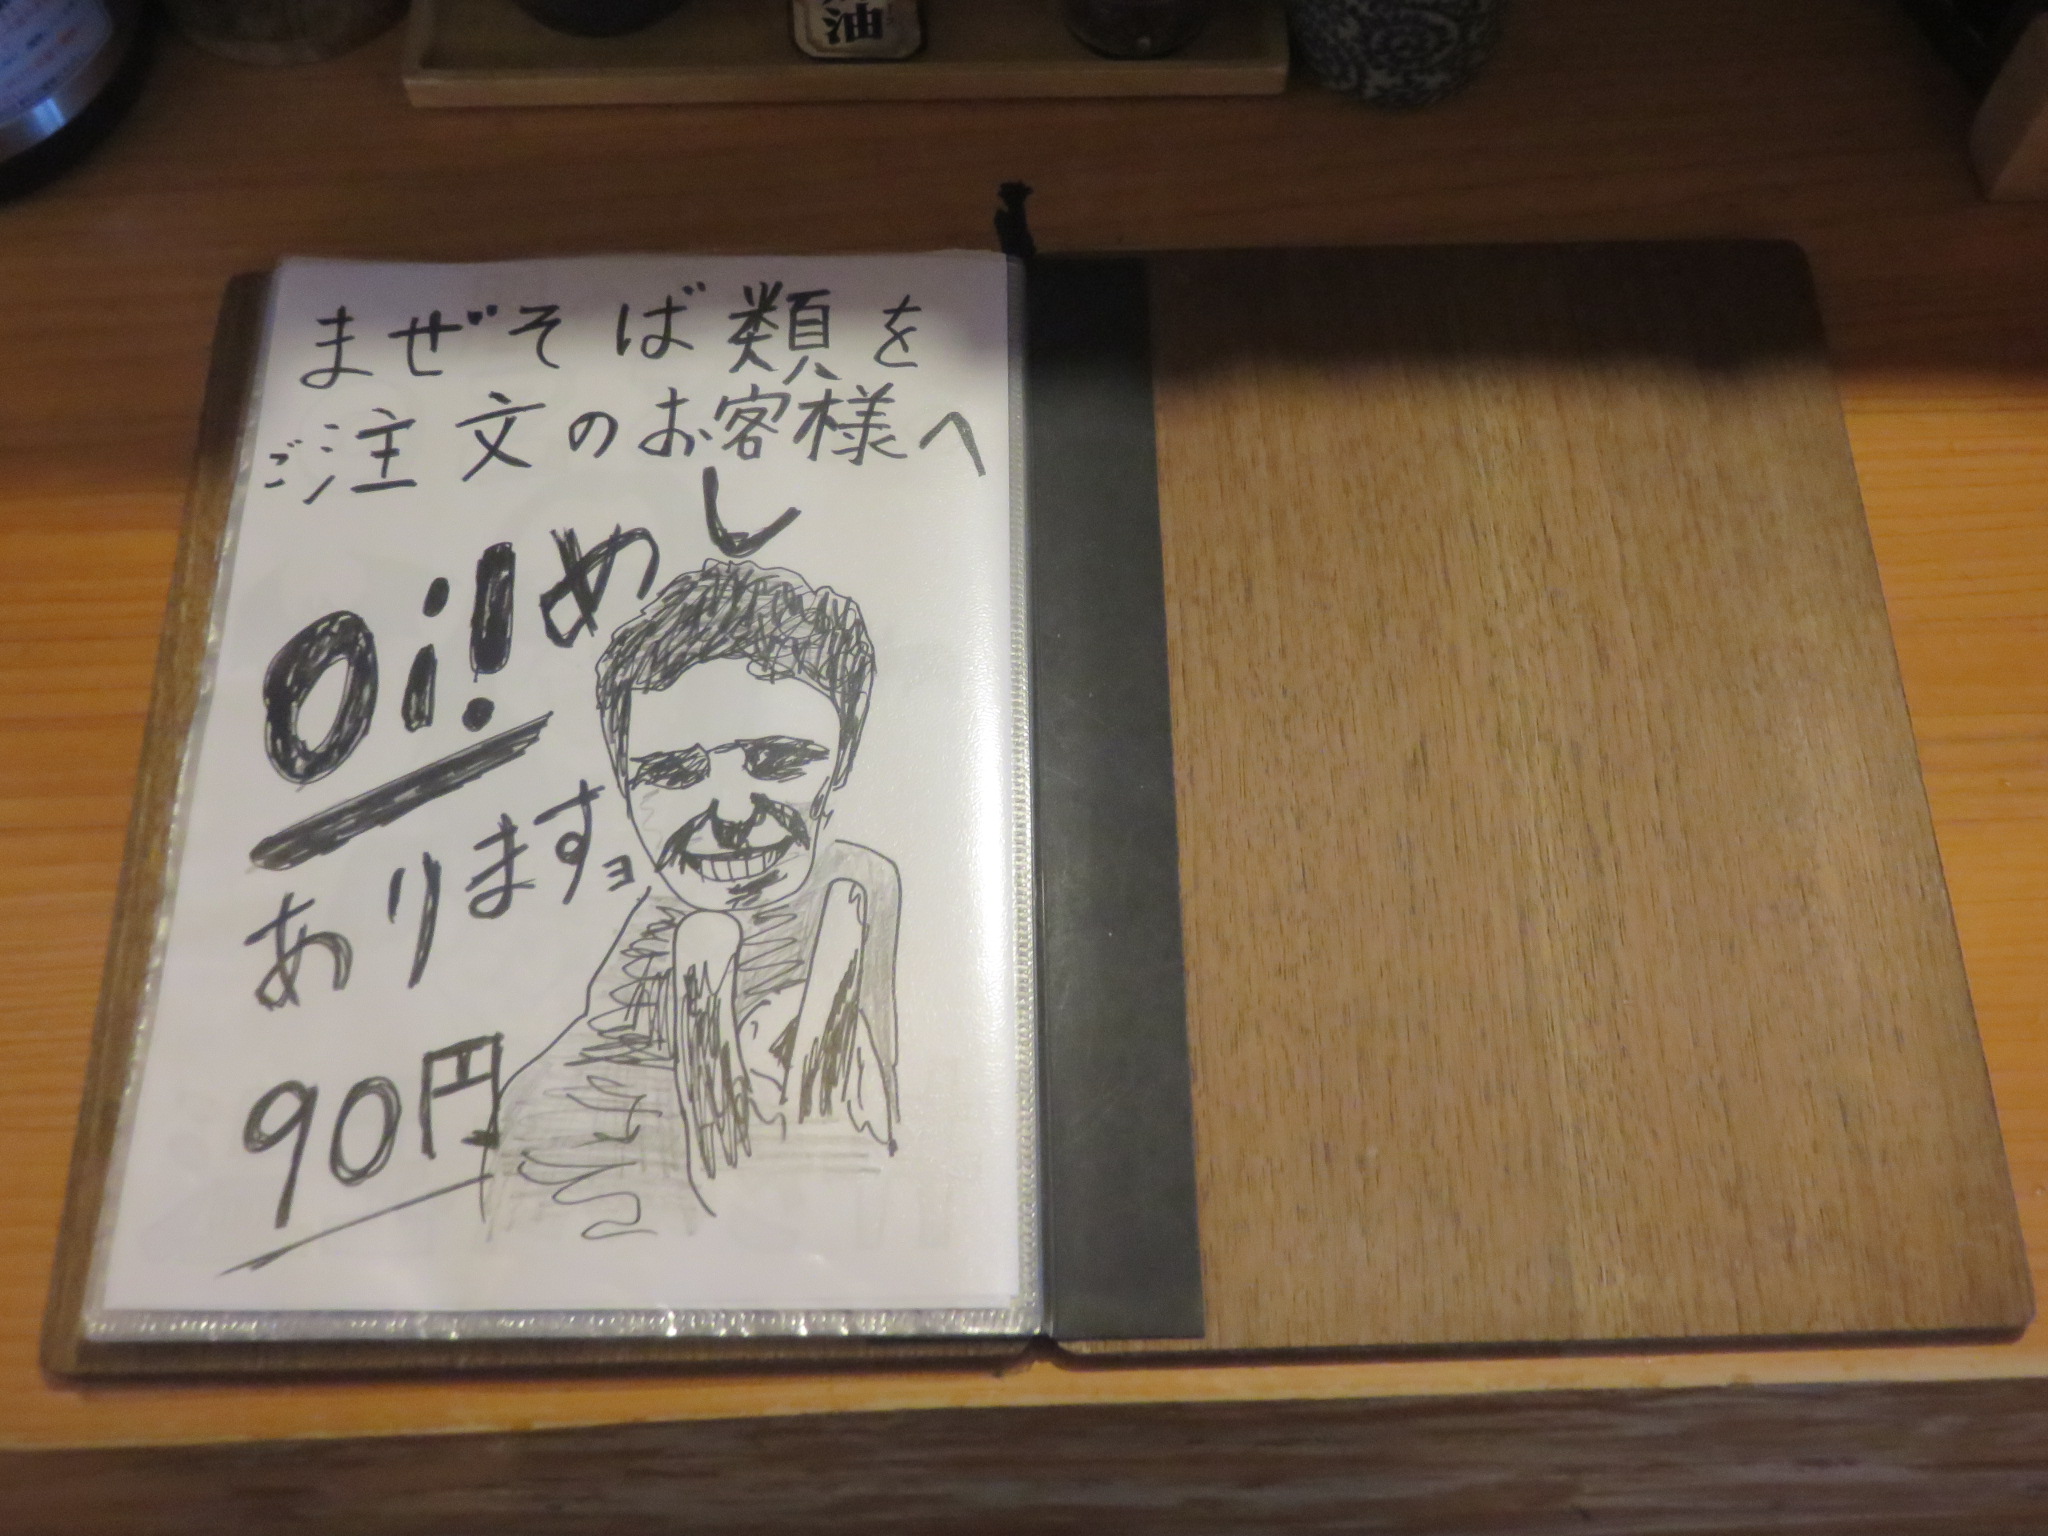 まぜそば類を
ご注文のお客様へ
Oi!めし
ありますョ
90円